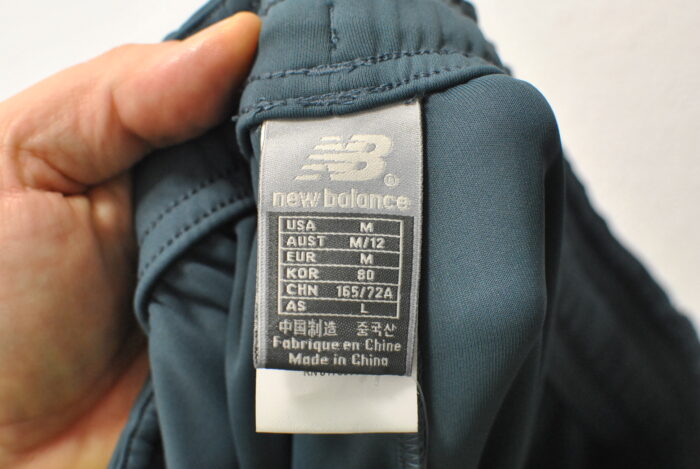 NB®
new balance
USA M
AUST M/12
EUR M
KOR 80
CHN 165/72A
AS L
中国制造 중국산
Fabrique en Chine
Made in China